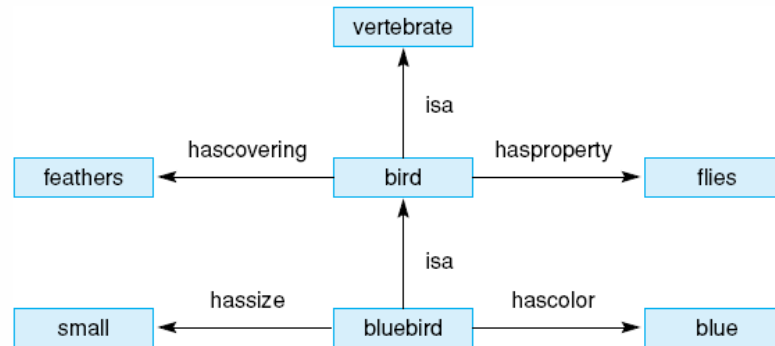 vertebrate
isa
hascovering hasproperty
feathers bird flies
isa
hassize hascolor
small bluebird blue